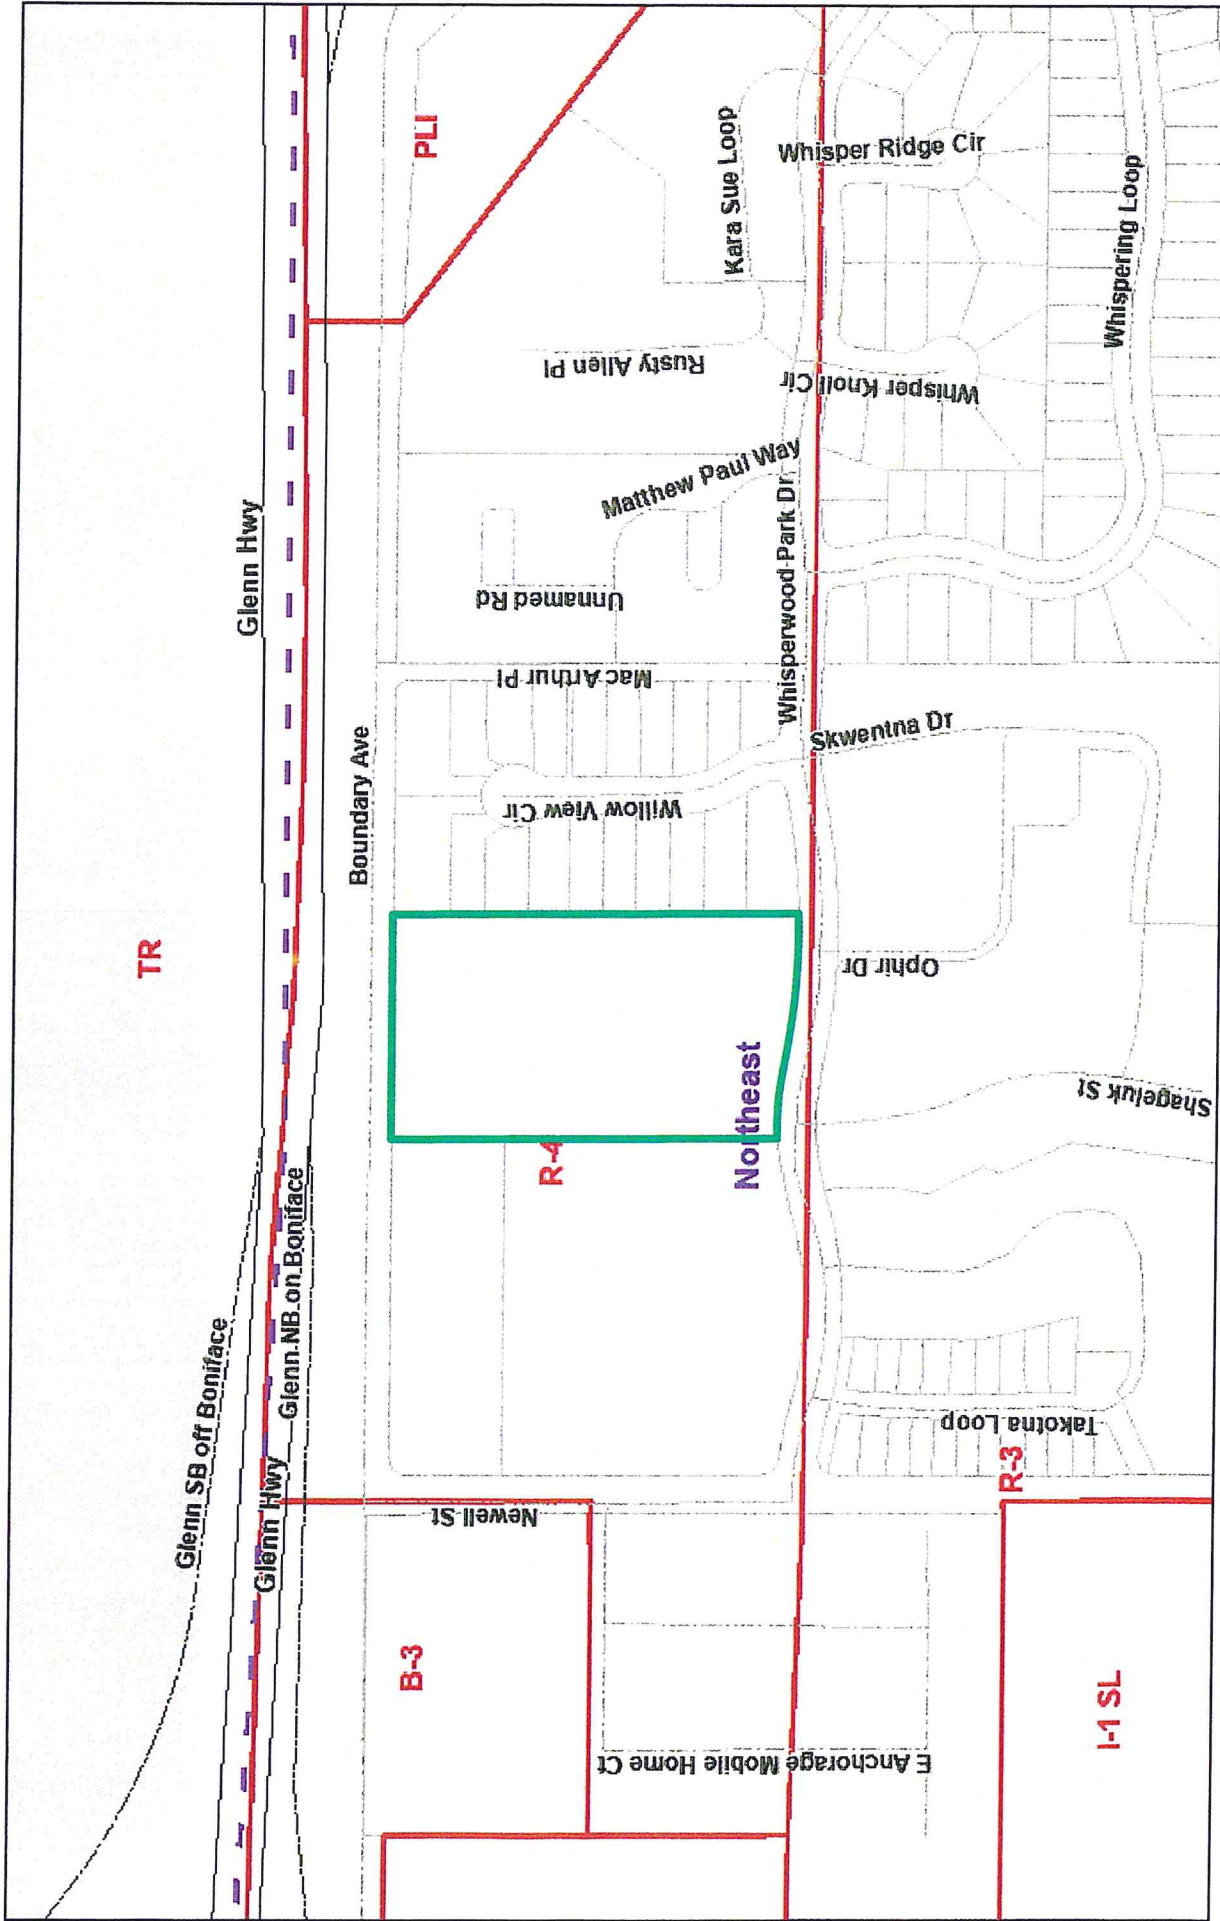 TR
Glenn Hwy
Glenn SB off Boniface
Glenn Hwy
Glenn NB on Boniface
Boundary Ave
PLI
B-3
Newell St
R-4
Northeast
Willow View Cir
Mac Arthur Pl
Unnamed Rd
Matthew Paul Way
Rusty Allen Pl
Kara Sue Loop
Whisperwood Park Dr
E Anchorage Mobile Home Ct
I-1 SL
R-3
Takotna Loop
Shageluk St
Ophir Dr
Skwentna Dr
Whisper Knoll Cir
Whisper Ridge Cir
Whispering Loop